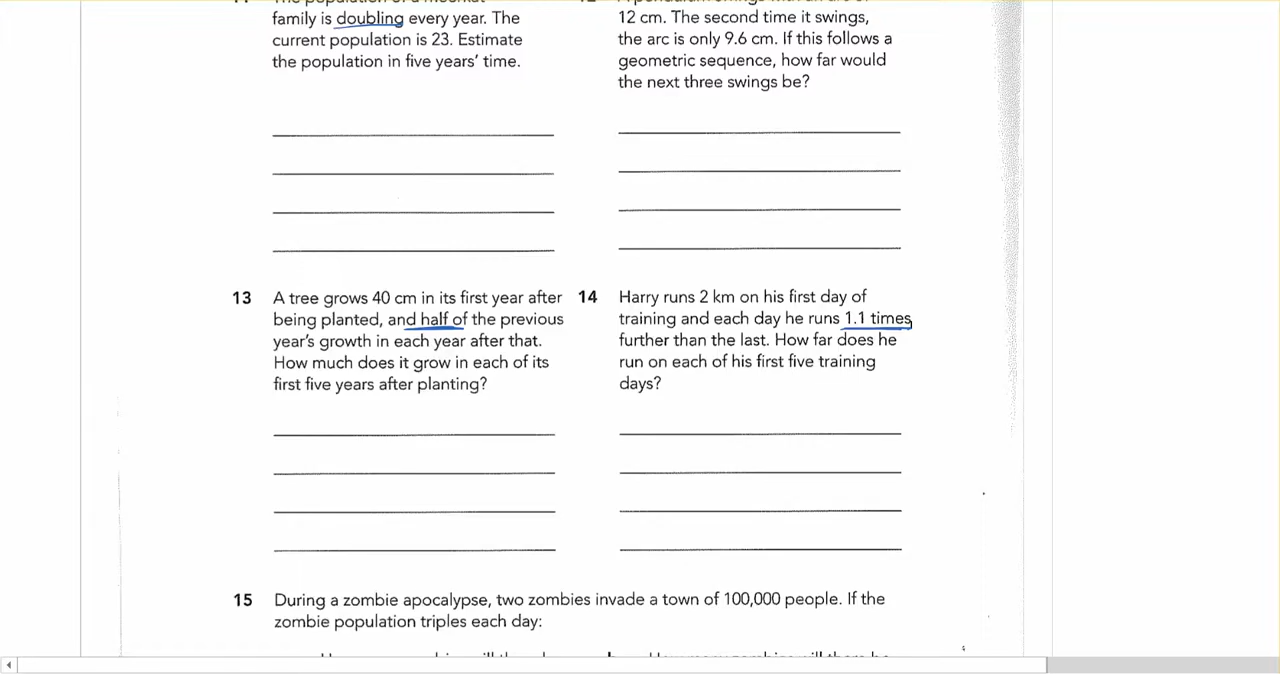 family is doubling every year. The
current population is 23. Estimate
the population in five years' time.
12 cm. The second time it swings,
the arc is only 9.6 cm. If this follows a
geometric sequence, how far would
the next three swings be?
13 A tree grows 40 cm in its first year after
being planted, and half of the previous
year's growth in each year after that.
How much does it grow in each of its
first five years after planting?
14 Harry runs 2 km on his first day of
training and each day he runs 1.1 times
further than the last. How far does he
run on each of his first five training
days?
15 During a zombie apocalypse, two zombies invade a town of 100,000 people. If the
zombie population triples each day: